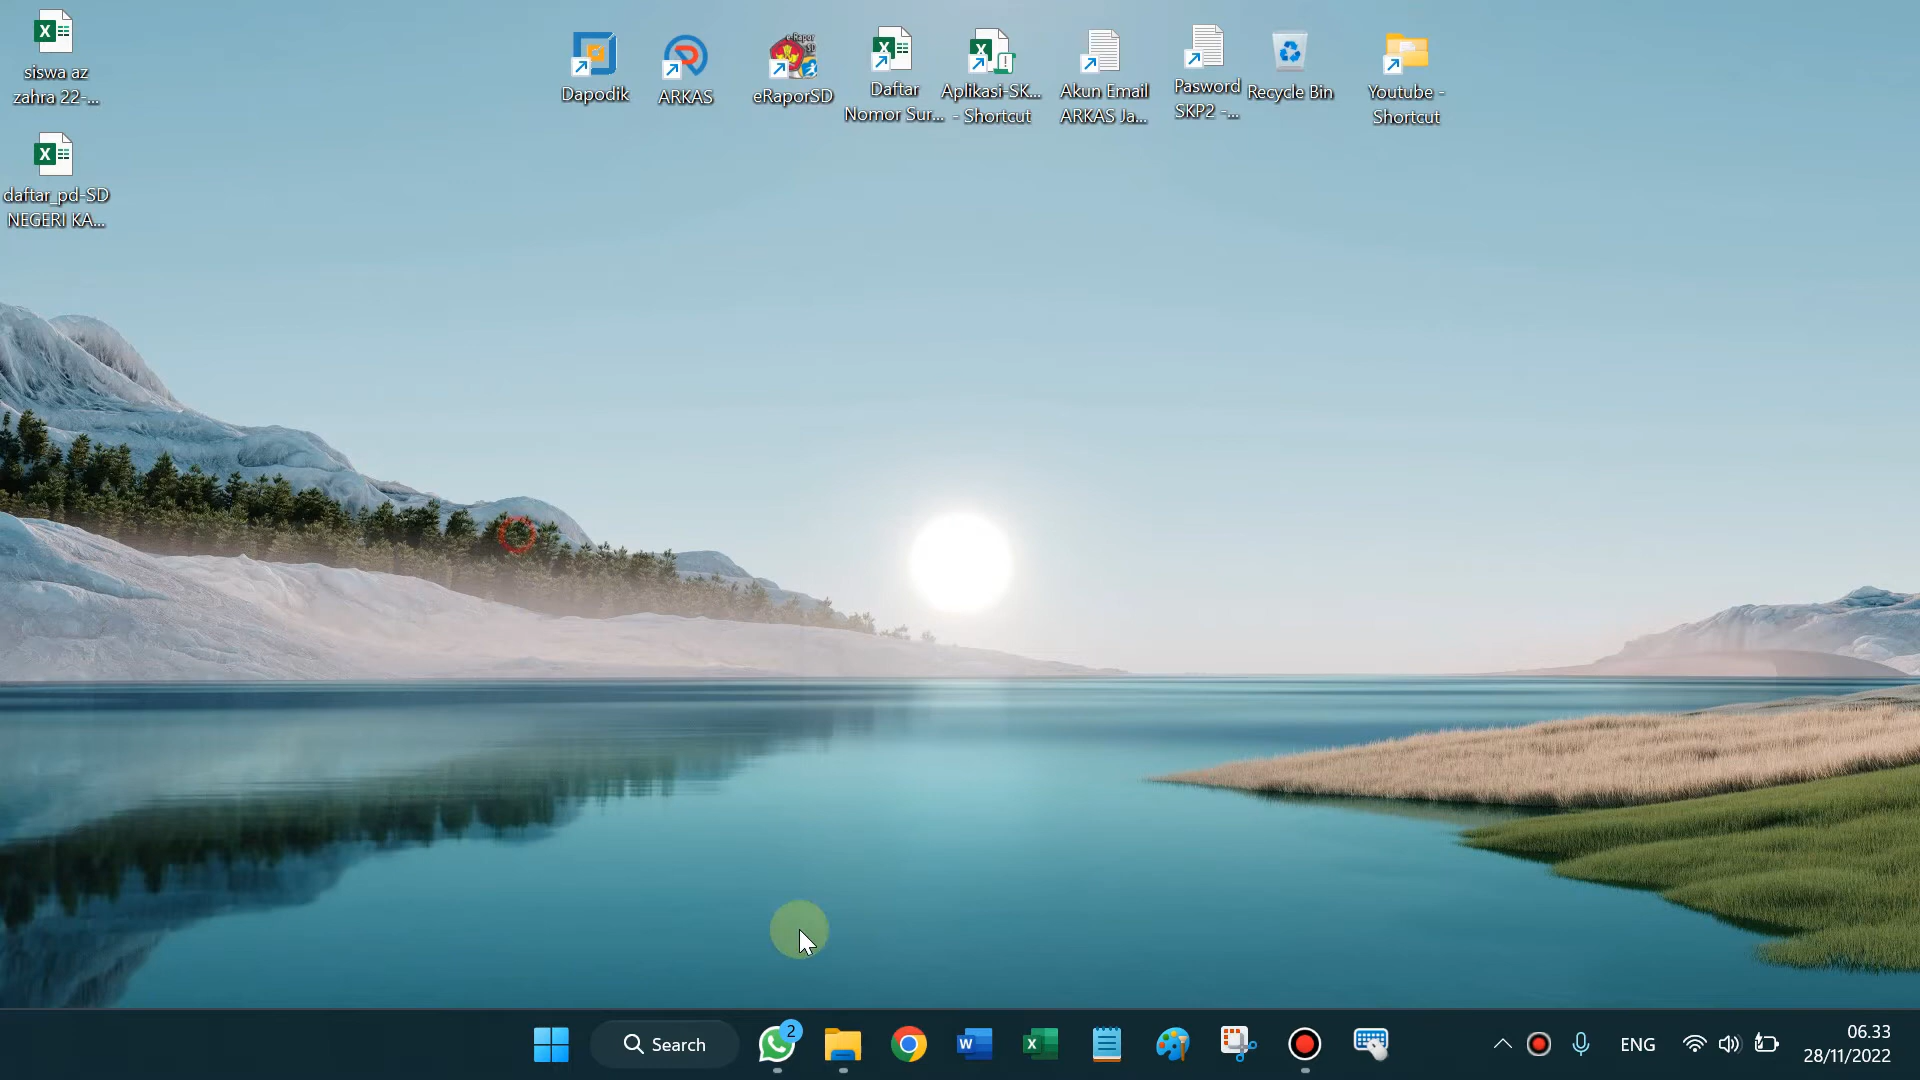 siswa az
zahra 22-...
daftar_pd-SD
NEGERI KA...
Dapodik
ARKAS
eRaporSD
Daftar
Nomor Sur...
Aplikasi-SK...
- Shortcut
Akun Email
ARKAS Ja...
Pasword
SKP2 -...
Recycle Bin
Youtube -
Shortcut
Search
2
ENG
06.33
28/11/2022